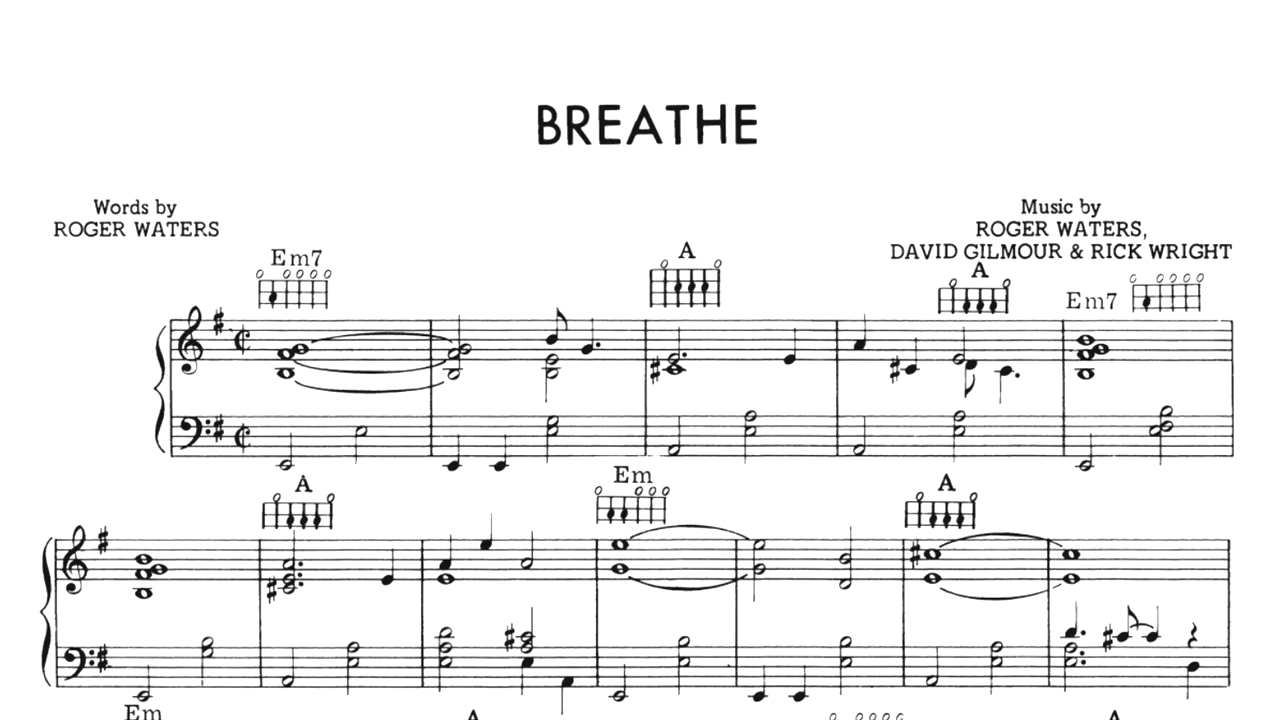 BREATHE
Words by
ROGER WATERS
Music by
ROGER WATERS,
DAVID GILMOUR & RICK WRIGHT
Em7
A
A
Em7
A
Em
A
Em
A
A